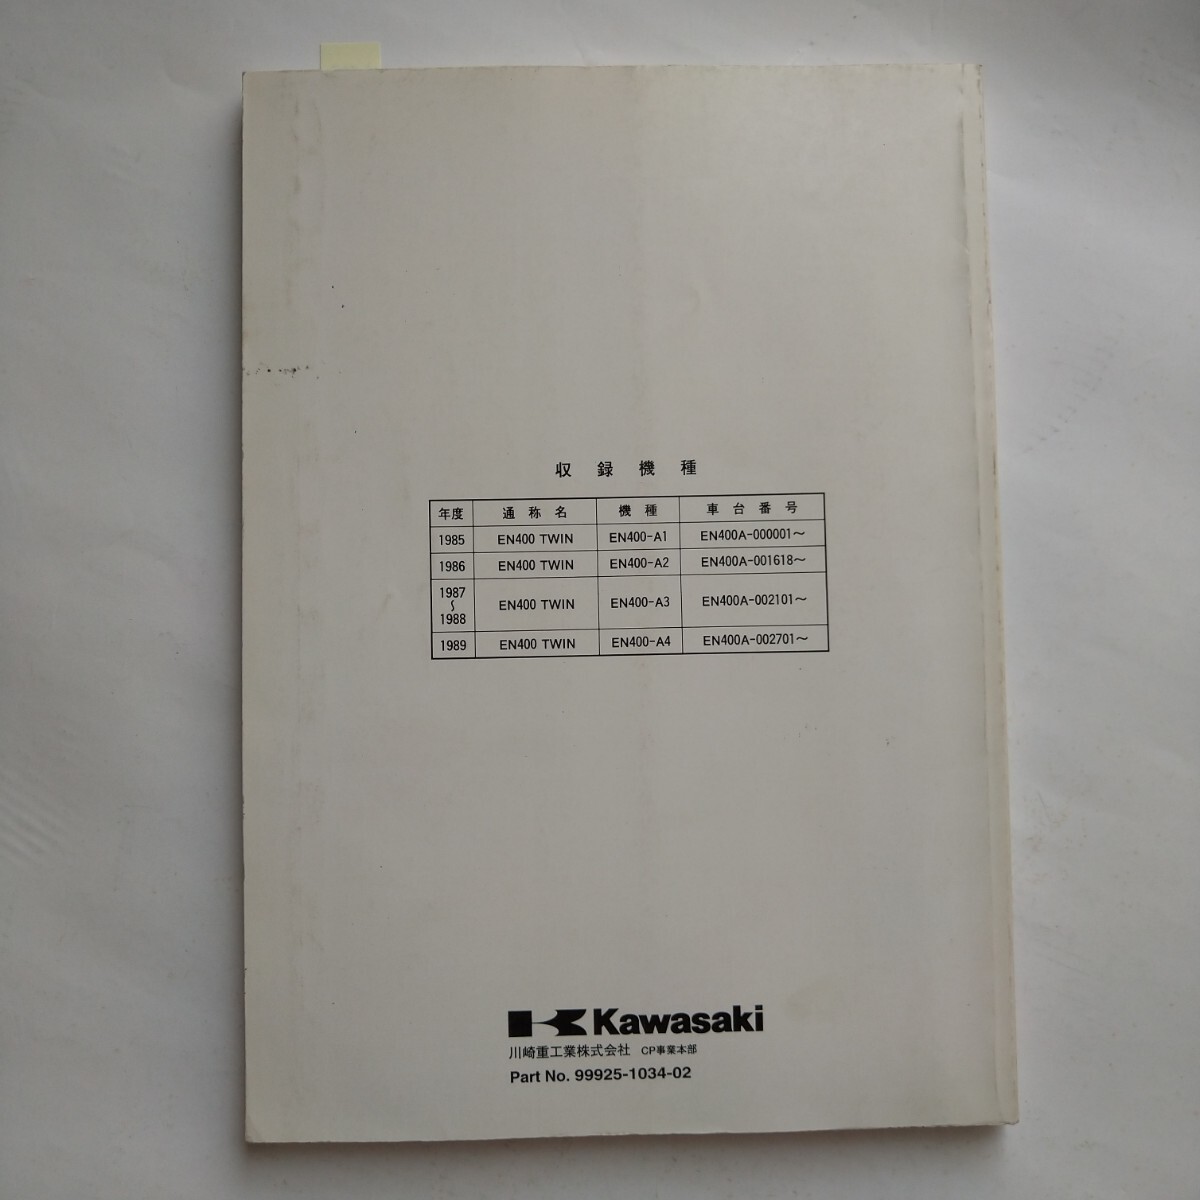 収録機種
年度 通称名 機種 車台番号
1985 EN400 TWIN EN400-A1 EN400A-000001～
1986 EN400 TWIN EN400-A2 EN400A-001618～
1987～1988 EN400 TWIN EN400-A3 EN400A-002101～
1989 EN400 TWIN EN400-A4 EN400A-002701～
Kawasaki
川崎重工業株式会社 CP事業本部
Part No. 99925-1034-02